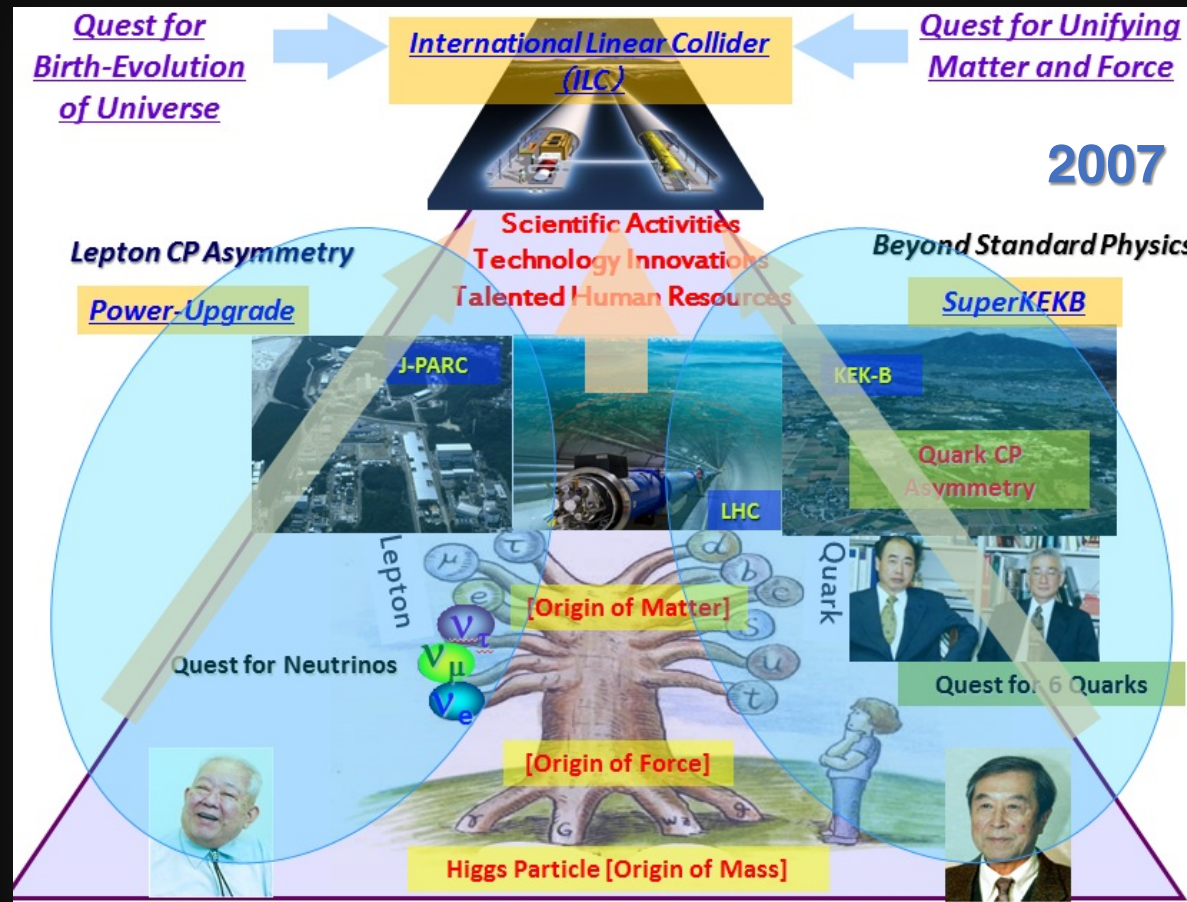 Quest for
Birth-Evolution
of Universe
International Linear Collider
(ILC)
Quest for Unifying
Matter and Force
2007
Scientific Activities
Technology Innovations
Talented Human Resources
Lepton CP Asymmetry
Power-Upgrade
Beyond Standard Physics
SuperKEKB
J-PARC
LHC
KEK-B
Quark CP
Asymmetry
Lepton
μ
τ
e
d
b
c
s
u
t
Quark
[Origin of Matter]
ντ
νμ
νe
Quest for Neutrinos
Quest for 6 Quarks
[Origin of Force]
γ
G
W
Higgs Particle [Origin of Mass]